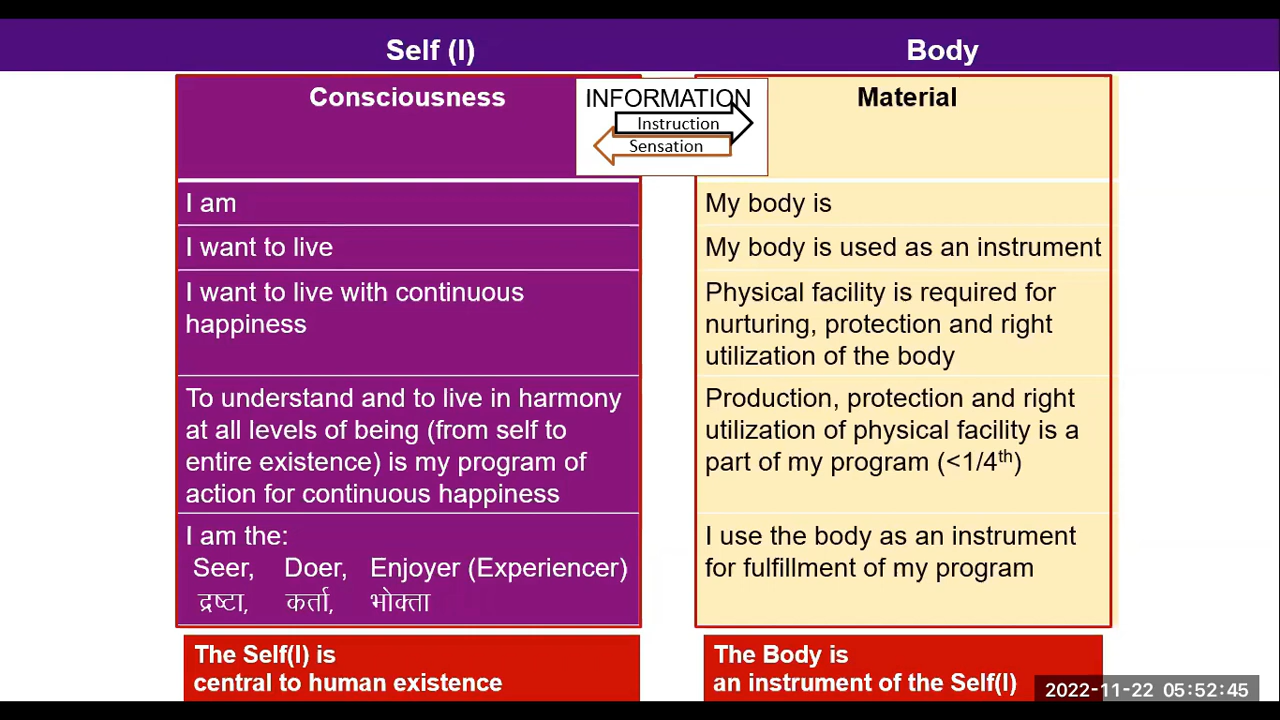 Self (I)
Body
Consciousness
INFORMATION
Instruction
Sensation
Material
I am
My body is
I want to live
My body is used as an instrument
I want to live with continuous
happiness
Physical facility is required for
nurturing, protection and right
utilization of the body
To understand and to live in harmony
at all levels of being (from self to
entire existence) is my program of
action for continuous happiness
Production, protection and right
utilization of physical facility is a
part of my program (<1/4th)
I am the:
Seer, Doer, Enjoyer (Experiencer)
द्रष्टा, कर्ता, भोक्ता
I use the body as an instrument
for fulfillment of my program
The Self(I) is
central to human existence
The Body is
an instrument of the Self(I)
2022-11-22 05:52:45